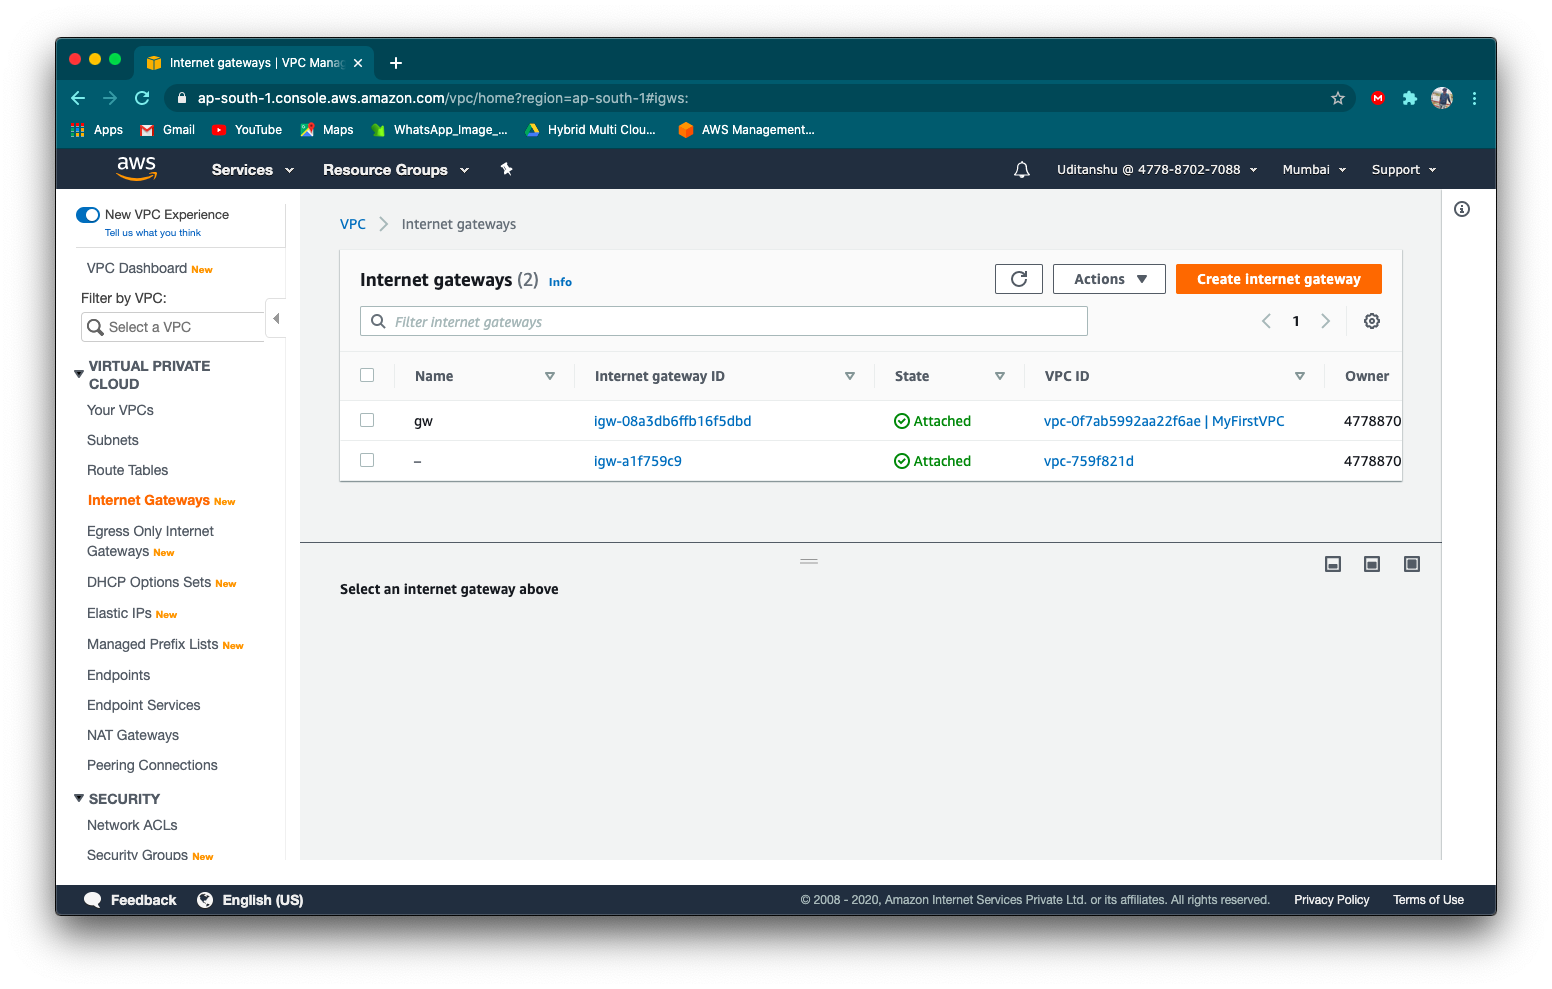 Internet gateways | VPC Manag
ap-south-1.console.aws.amazon.com/vpc/home?region=ap-south-1#igws:
Apps Gmail YouTube Maps WhatsApp_Image_... Hybrid Multi Clou... AWS Management...
aws Services Resource Groups Uditanshu @ 4778-8702-7088 Mumbai Support
New VPC Experience
Tell us what you think
VPC Dashboard New
Filter by VPC:
Select a VPC
VIRTUAL PRIVATE
CLOUD
Your VPCs
Subnets
Route Tables
Internet Gateways New
Egress Only Internet
Gateways New
DHCP Options Sets New
Elastic IPs New
Managed Prefix Lists New
Endpoints
Endpoint Services
NAT Gateways
Peering Connections
SECURITY
Network ACLs
Security Groups New
VPC Internet gateways
Internet gateways (2) Info
Actions
Create internet gateway
Filter internet gateways
1
Name Internet gateway ID State VPC ID Owner
gw igw-08a3db6ffb16f5dbd Attached vpc-0f7ab5992aa22f6ae | MyFirstVPC 4778870
– igw-a1f759c9 Attached vpc-759f821d 4778870
Select an internet gateway above
Feedback English (US) © 2008 - 2020, Amazon Internet Services Private Ltd. or its affiliates. All rights reserved. Privacy Policy Terms of Use